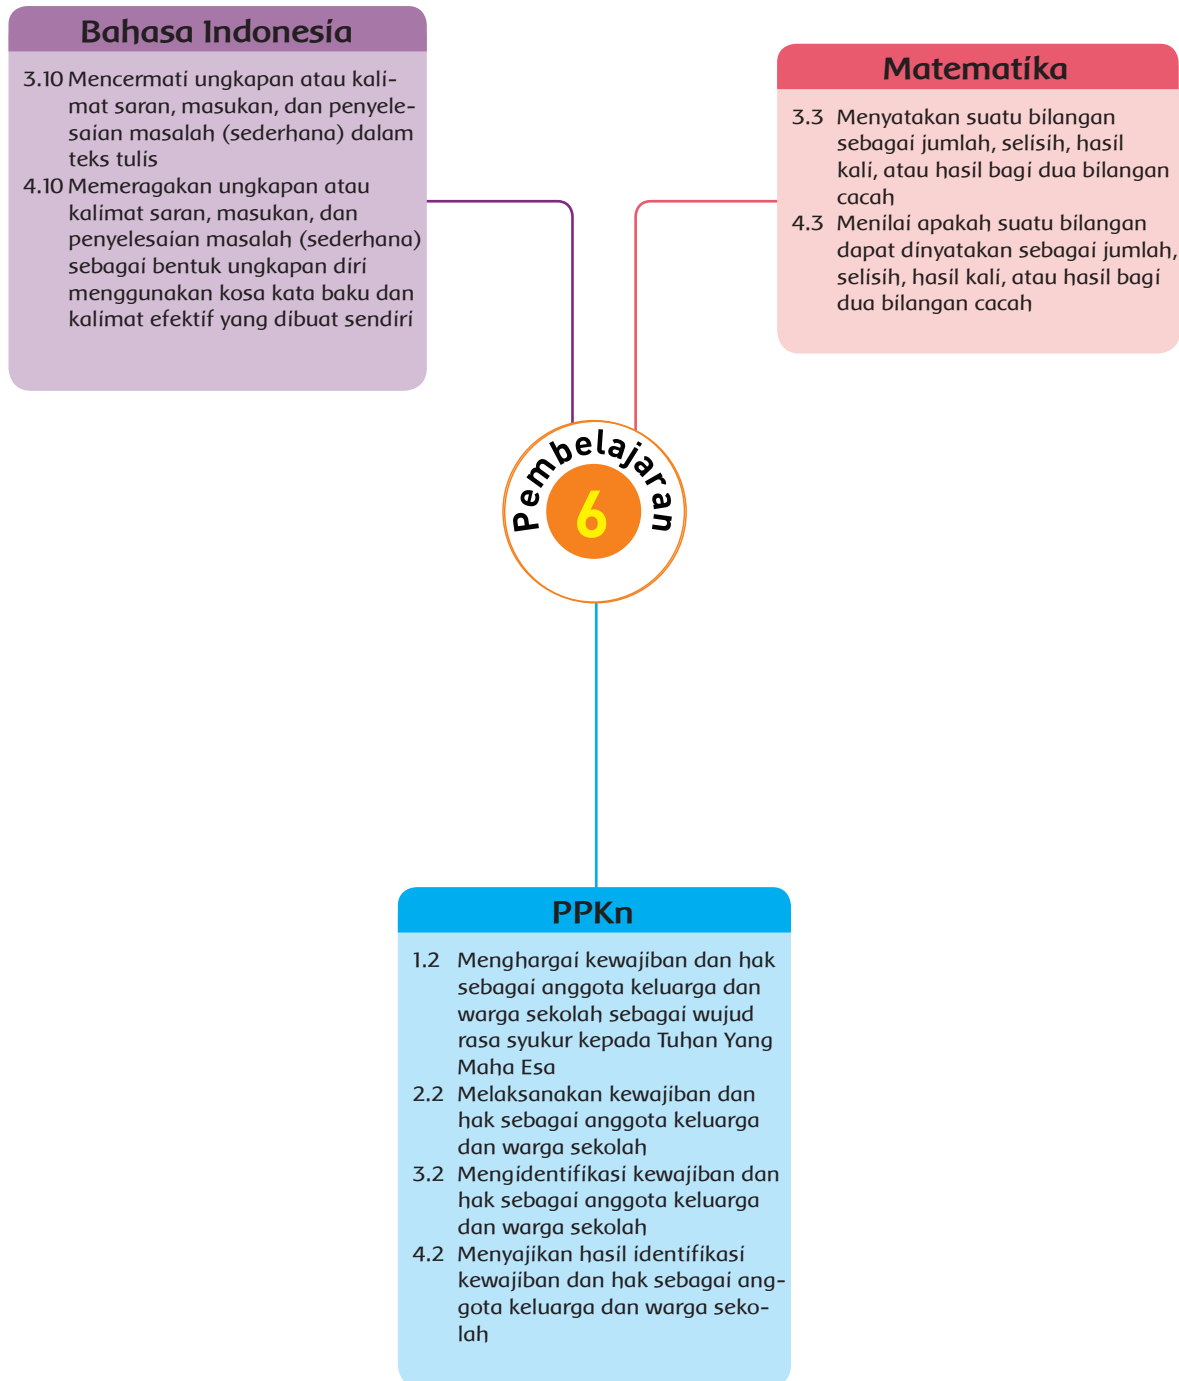 Bahasa Indonesia
3.10 Mencermati ungkapan atau kali-
mat saran, masukan, dan penyele-
saian masalah (sederhana) dalam
teks tulis
4.10 Memeragakan ungkapan atau
kalimat saran, masukan, dan
penyelesaian masalah (sederhana)
sebagai bentuk ungkapan diri
menggunakan kosa kata baku dan
kalimat efektif yang dibuat sendiri
Matematika
3.3 Menyatakan suatu bilangan
sebagai jumlah, selisih, hasil
kali, atau hasil bagi dua bilangan
cacah
4.3 Menilai apakah suatu bilangan
dapat dinyatakan sebagai jumlah,
selisih, hasil kali, atau hasil bagi
dua bilangan cacah
Pembelajaran
6
PPKn
1.2 Menghargai kewajiban dan hak
sebagai anggota keluarga dan
warga sekolah sebagai wujud
rasa syukur kepada Tuhan Yang
Maha Esa
2.2 Melaksanakan kewajiban dan
hak sebagai anggota keluarga
dan warga sekolah
3.2 Mengidentifikasi kewajiban dan
hak sebagai anggota keluarga
dan warga sekolah
4.2 Menyajikan hasil identifikasi
kewajiban dan hak sebagai ang-
gota keluarga dan warga seko-
lah